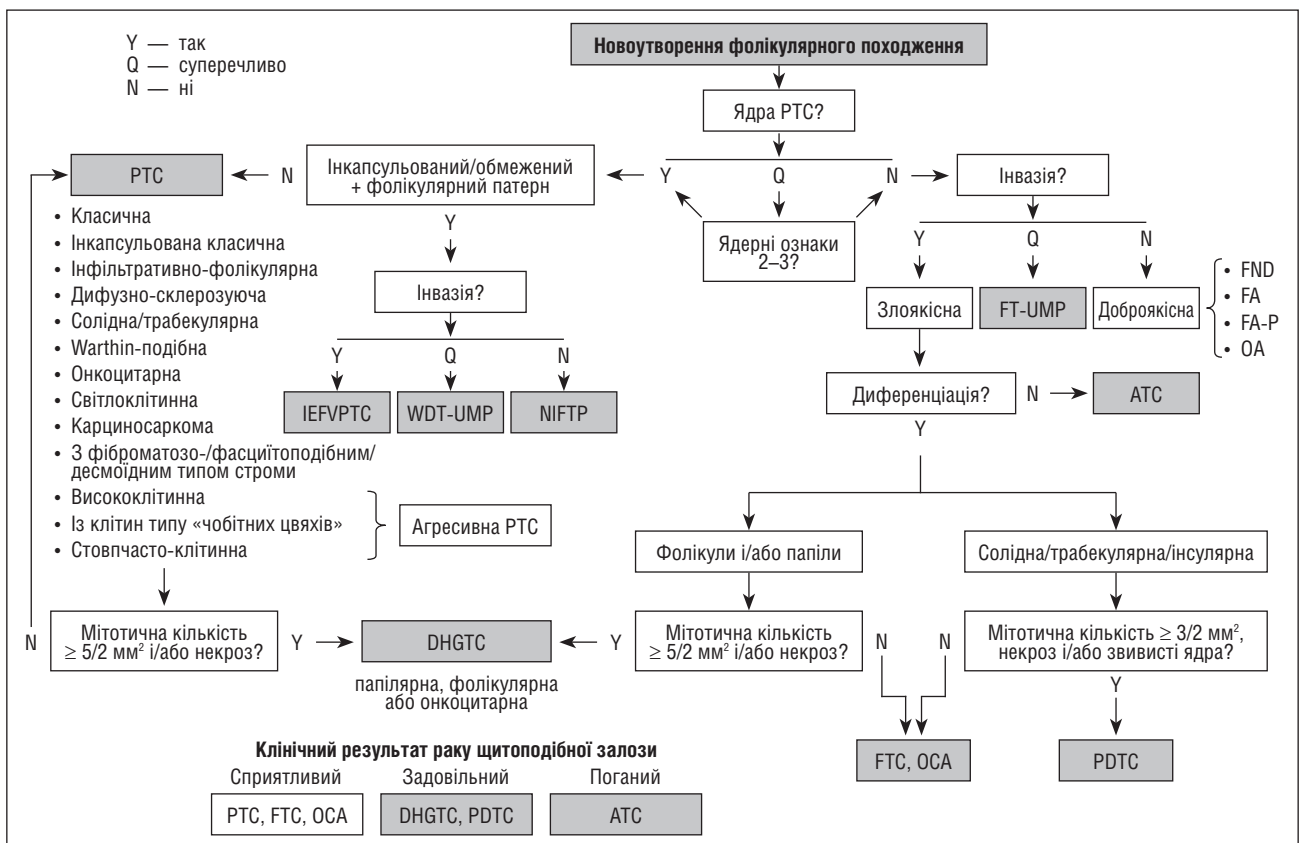 Y — так
Q — суперечливо
N — ні
Новоутворення фолікулярного походження
Ядра PTC?
Y
Q
N
Ядерні ознаки
2–3?
Інкапсульований/обмежений
+ фолікулярний патерн
N
PTC
Y
Інвазія?
Y
Q
N
IEFVPTC
WDT-UMP
NIFTP
• Класична
• Інкапсульована класична
• Інфільтративно-фолікулярна
• Дифузно-склерозуюча
• Солідна/трабекулярна
• Warthin-подібна
• Онкоцитарна
• Світлоклітинна
• Карциносаркома
• З фіброматозо-/фасциїтоподібним/
десмоїдним типом строми
• Висококлітинна
• Із клітин типу «чобітних цвяхів»
• Стовпчасто-клітинна
Агресивна PTC
Інвазія?
Y
Q
N
Злоякісна
FT-UMP
Доброякісна
• FND
• FA
• FA-P
• OA
Диференціація?
N
ATC
Y
Фолікули і/або папіли
Солідна/трабекулярна/інсулярна
N
Мітотична кількість
≥ 5/2 мм² і/або некроз?
Y
DHGTC
папілярна, фолікулярна
або онкоцитарна
Y
Мітотична кількість
≥ 5/2 мм² і/або некроз?
N
N
Мітотична кількість ≥ 3/2 мм²,
некроз і/або звивисті ядра?
Y
FTC, OCA
PDTC
Клінічний результат раку щитоподібної залози
Сприятливий
Задовільний
Поганий
PTC, FTC, OCA
DHGTC, PDTC
ATC